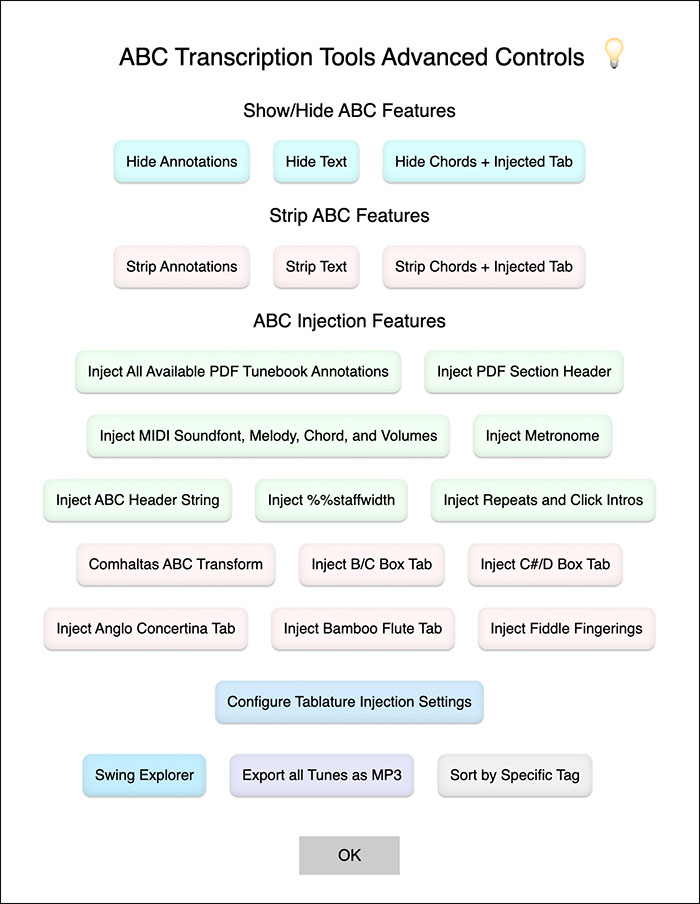 ABC Transcription Tools Advanced Controls
Show/Hide ABC Features
Hide Annotations Hide Text Hide Chords + Injected Tab
Strip ABC Features
Strip Annotations Strip Text Strip Chords + Injected Tab
ABC Injection Features
Inject All Available PDF Tunebook Annotations Inject PDF Section Header
Inject MIDI Soundfont, Melody, Chord, and Volumes Inject Metronome
Inject ABC Header String Inject %%staffwidth Inject Repeats and Click Intros
Comhaltas ABC Transform Inject B/C Box Tab Inject C#/D Box Tab
Inject Anglo Concertina Tab Inject Bamboo Flute Tab Inject Fiddle Fingerings
Configure Tablature Injection Settings
Swing Explorer Export all Tunes as MP3 Sort by Specific Tag
OK